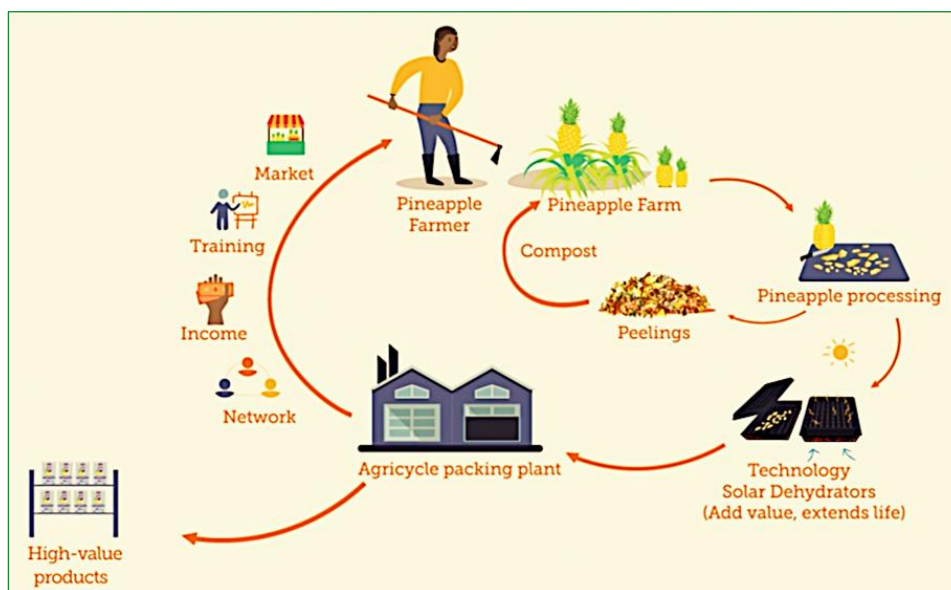 Market
Training
Income
Network
Pineapple
Farmer
Pineapple Farm
Compost
Peelings
Pineapple processing
Technology
Solar Dehydrators
(Add value, extends life)
Agricycle packing plant
High-value
products